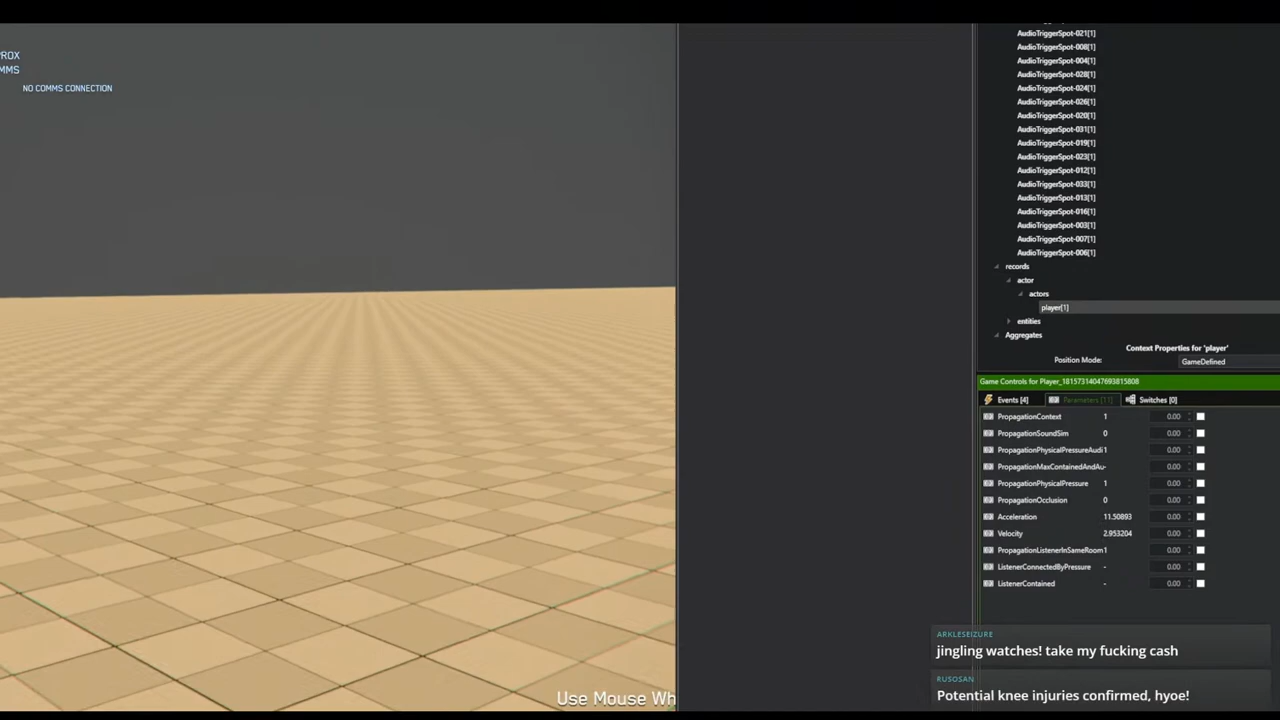 PROX
MMS
NO COMMS CONNECTION
Use Mouse Wh
AudioTriggerSpot-021[1]
AudioTriggerSpot-008[1]
AudioTriggerSpot-004[1]
AudioTriggerSpot-028[1]
AudioTriggerSpot-024[1]
AudioTriggerSpot-026[1]
AudioTriggerSpot-020[1]
AudioTriggerSpot-031[1]
AudioTriggerSpot-019[1]
AudioTriggerSpot-023[1]
AudioTriggerSpot-012[1]
AudioTriggerSpot-033[1]
AudioTriggerSpot-013[1]
AudioTriggerSpot-016[1]
AudioTriggerSpot-003[1]
AudioTriggerSpot-007[1]
AudioTriggerSpot-006[1]
records
actor
actors
player[1]
entities
Aggregates
Context Properties for 'player'
Position Mode: GameDefined
Game Controls for Player_18157314047693815808
Events [4] Parameters [11] Switches [0]
PropagationContext 1 0.00
PropagationSoundSim 0 0.00
PropagationPhysicalPressureAudi 1 0.00
PropagationMaxContainedAndAu - 0.00
PropagationPhysicalPressure 1 0.00
PropagationOcclusion 0 0.00
Acceleration 11.50893 0.00
Velocity 2.953204 0.00
PropagationListenerInSameRoom 1 0.00
ListenerConnectedByPressure - 0.00
ListenerContained - 0.00
ARKLESEIZURE
jingling watches! take my fucking cash
RUSOSAN
Potential knee injuries confirmed, hyoe!